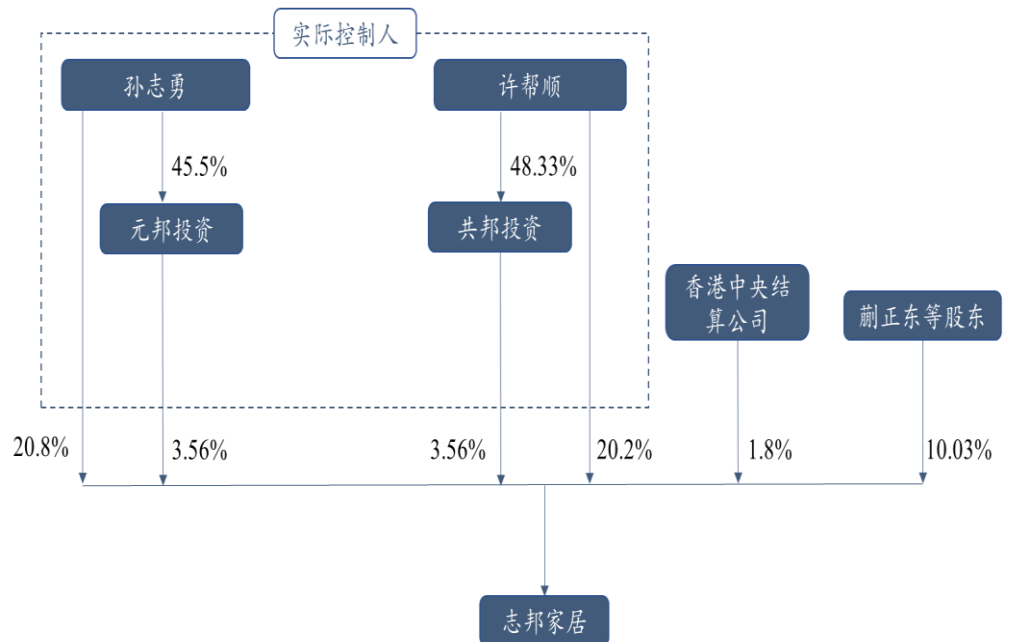 实际控制人
孙志勇
许帮顺
45.5%
48.33%
元邦投资
共邦投资
香港中央结
算公司
蒯正东等股东
20.8%
3.56%
3.56%
20.2%
1.8%
10.03%
志邦家居